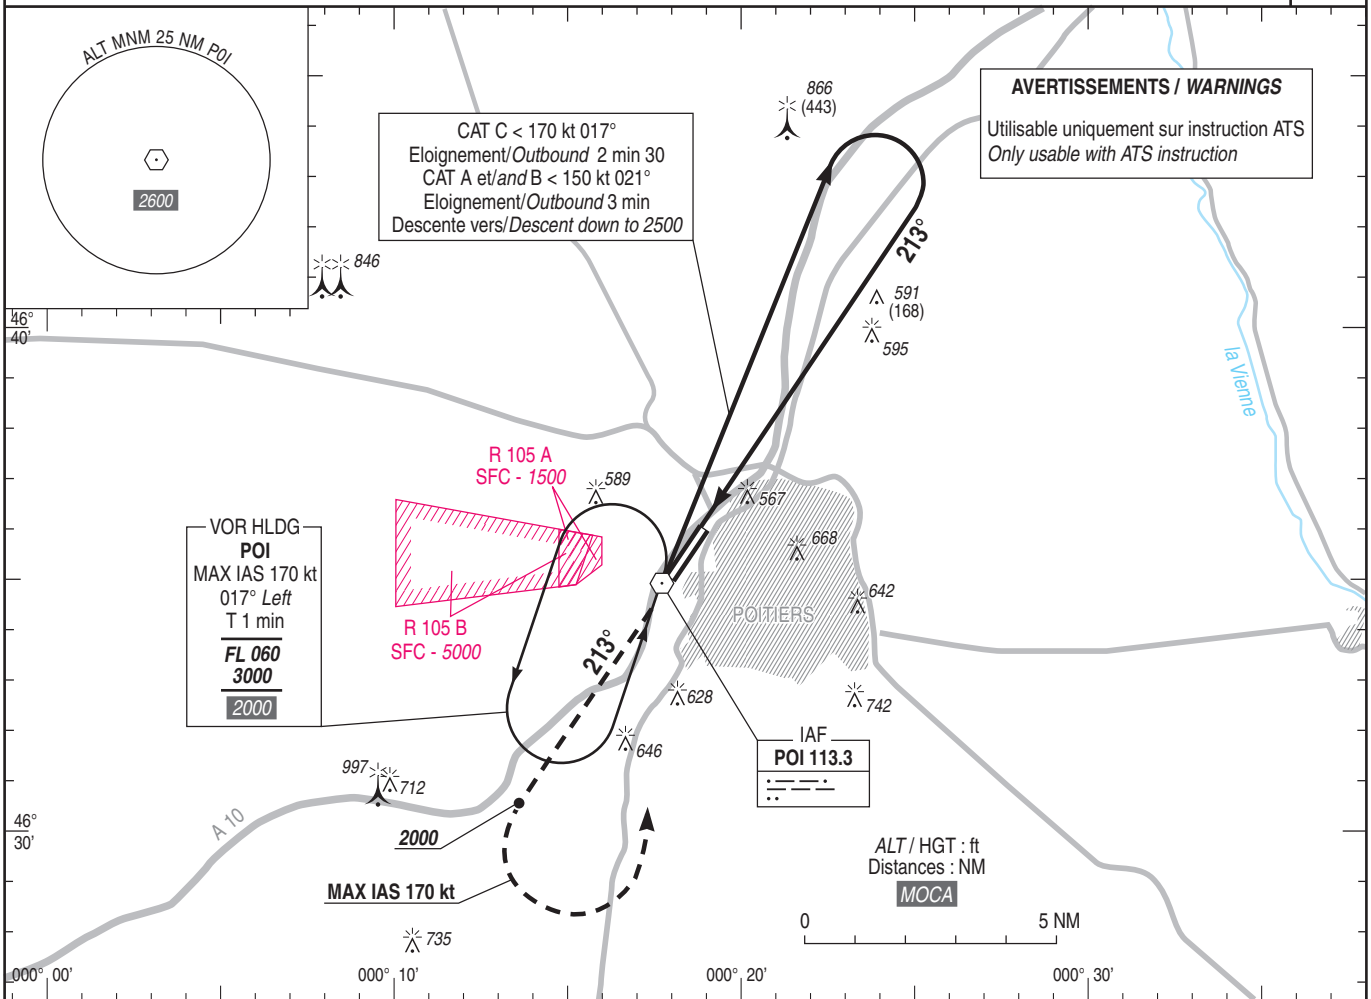 ALT MNM 25 NM POI
2600
CAT C < 170 kt 017°
Eloignement/Outbound 2 min 30
CAT A et/and B < 150 kt 021°
Eloignement/Outbound 3 min
Descente vers/Descent down to 2500
866
(443)
AVERTISSEMENTS / WARNINGS
Utilisable uniquement sur instruction ATS
Only usable with ATS instruction
213°
846
591
(168)
595
46°
40'
la Vienne
R 105 A
SFC - 1500
589
567
668
642
POITIERS
VOR HLDG
POI
MAX IAS 170 kt
017° Left
T 1 min
FL 060
3000
2000
R 105 B
SFC - 5000
213°
628
742
646
IAF
POI 113.3
997
712
A 10
46°
30'
2000
MAX IAS 170 kt
735
ALT / HGT : ft
Distances : NM
MOCA
0
5 NM
000° 00'
000° 10'
000° 20'
000° 30'